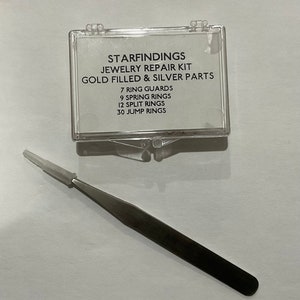 STARFINDINGS
JEWELRY REPAIR KIT
GOLD FILLED & SILVER PARTS
7 RING GUARDS
9 SPRING RINGS
12 SPLIT RINGS
30 JUMP RINGS